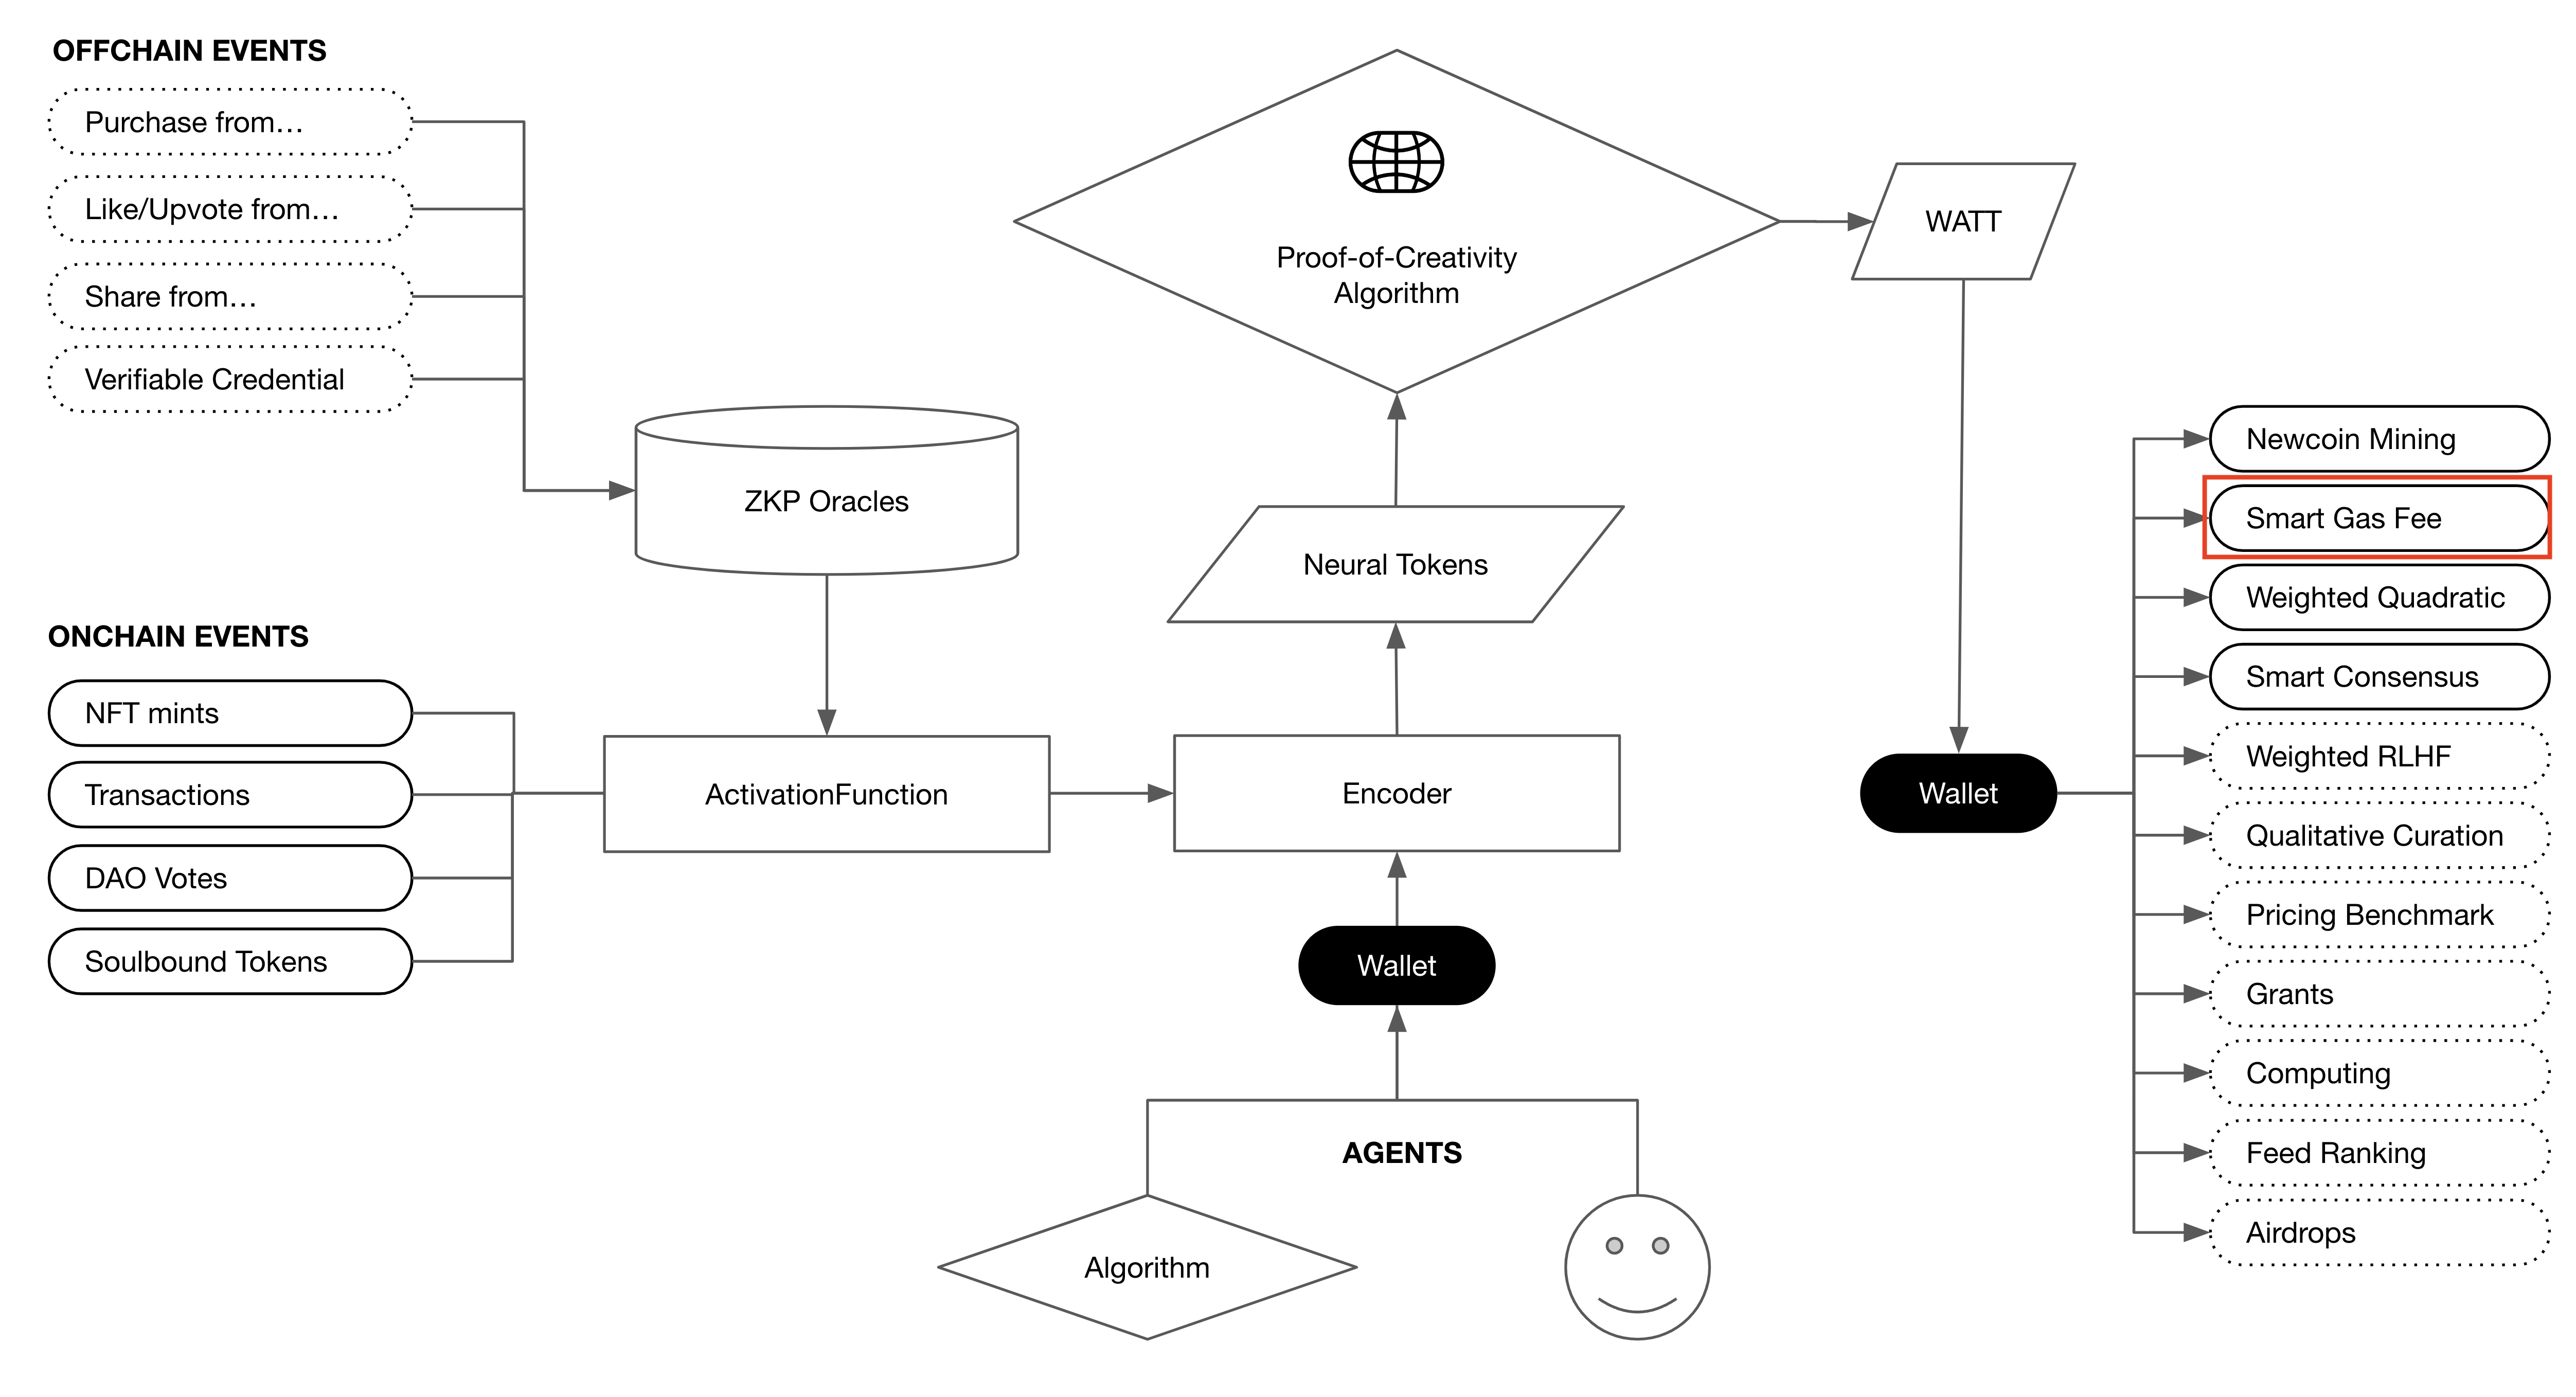 OFFCHAIN EVENTS
Purchase from...
Like/Upvote from...
Share from...
Verifiable Credential
ZKP Oracles
ONCHAIN EVENTS
NFT mints
Transactions
DAO Votes
Soulbound Tokens
ActivationFunction
Proof-of-Creativity
Algorithm
Neural Tokens
Encoder
Wallet
AGENTS
Algorithm
WATT
Wallet
Newcoin Mining
Smart Gas Fee
Weighted Quadratic
Smart Consensus
Weighted RLHF
Qualitative Curation
Pricing Benchmark
Grants
Computing
Feed Ranking
Airdrops